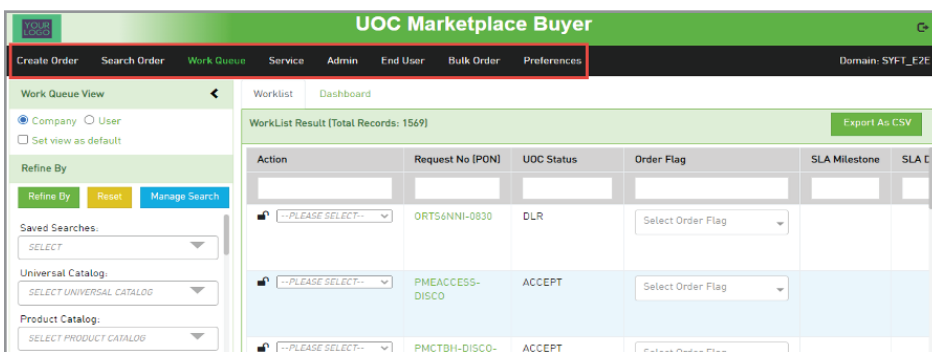 YOUR
LOGO
UOC Marketplace Buyer
Create Order Search Order Work Queue Service Admin End User Bulk Order Preferences Domain: SYFT_E2E
Work Queue View
Company User
Set view as default
Refine By
Refine By Reset Manage Search
Saved Searches:
SELECT
Universal Catalog:
SELECT UNIVERSAL CATALOG
Product Catalog:
SELECT PRODUCT CATALOG
Worklist Dashboard
WorkList Result (Total Records: 1569) Export As CSV
Action Request No [PON] UOC Status Order Flag SLA Milestone SLA
--PLEASE SELECT-- ORTS6NNI-0830 DLR Select Order Flag
--PLEASE SELECT-- PMEACCESS- ACCEPT Select Order Flag
DISCO
--PLEASE SELECT-- PMCTBH-DISCO- ACCEPT Select Order Flag